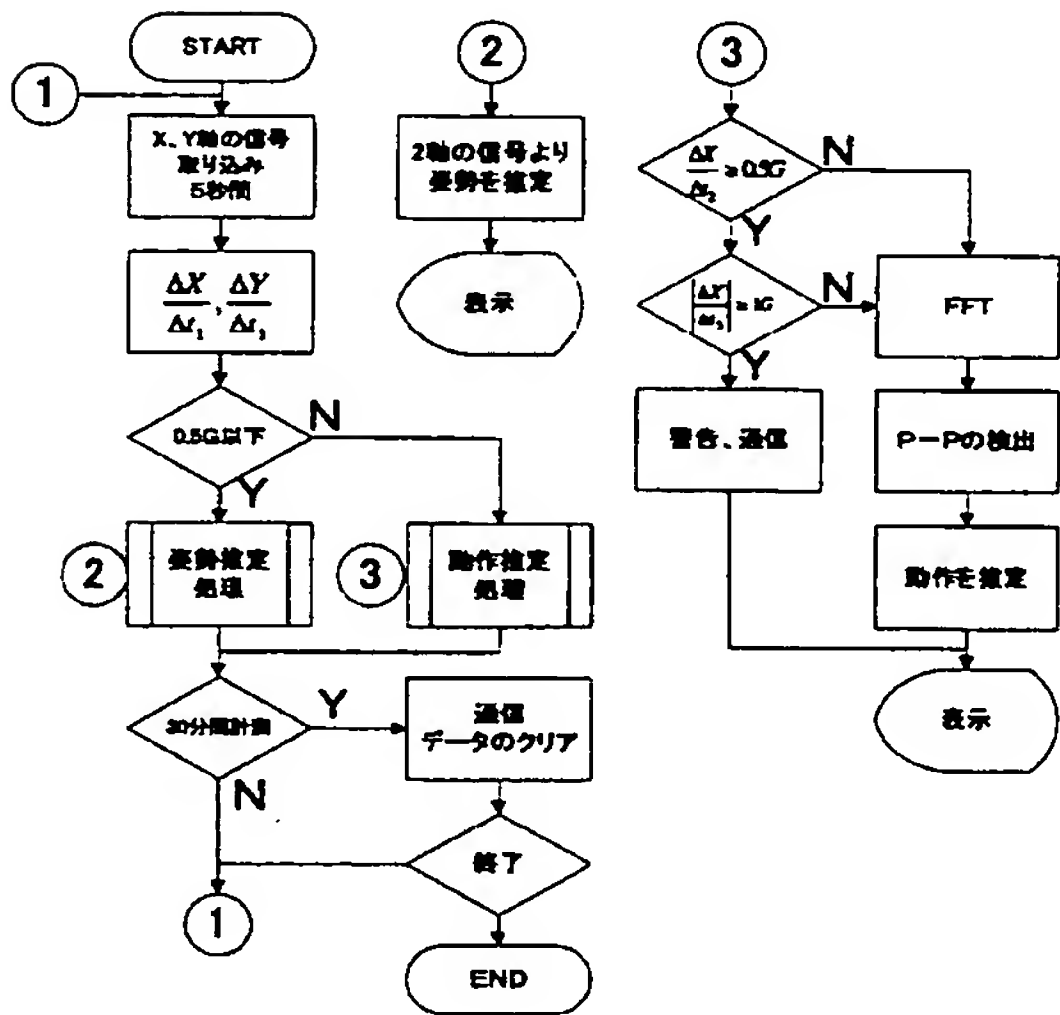 START
1
X、Y軸の信号
取り込み
5秒間
ΔX/Δt₁, ΔY/Δt₁
0.5G以下
N
Y
2
姿勢推定
処理
3
動作推定
処理
30分間計測
Y
N
通信
データのクリア
終了
1
END
2
2軸の信号より
姿勢を推定
表示
3
ΔX/Δt₂ ≥0.5G
N
Y
|ΔX/Δt₃| ≥1G
N
Y
FFT
警告、通信
P-Pの検出
動作を推定
表示